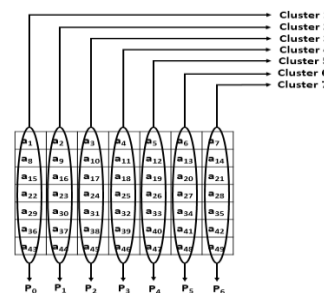 Cluster
Cluster
Cluster
Cluster
Cluster
Cluster
Cluster 7
a1 a2 a3 a4 a5 a6 a7
a8 a9 a10 a11 a12 a13 a14
a15 a16 a17 a18 a19 a20 a21
a22 a23 a24 a25 a26 a27 a28
a29 a30 a31 a32 a33 a34 a35
a36 a37 a38 a39 a40 a41 a42
a43 a44 a45 a46 a47 a48 a49
P0 P1 P2 P3 P4 P5 P6